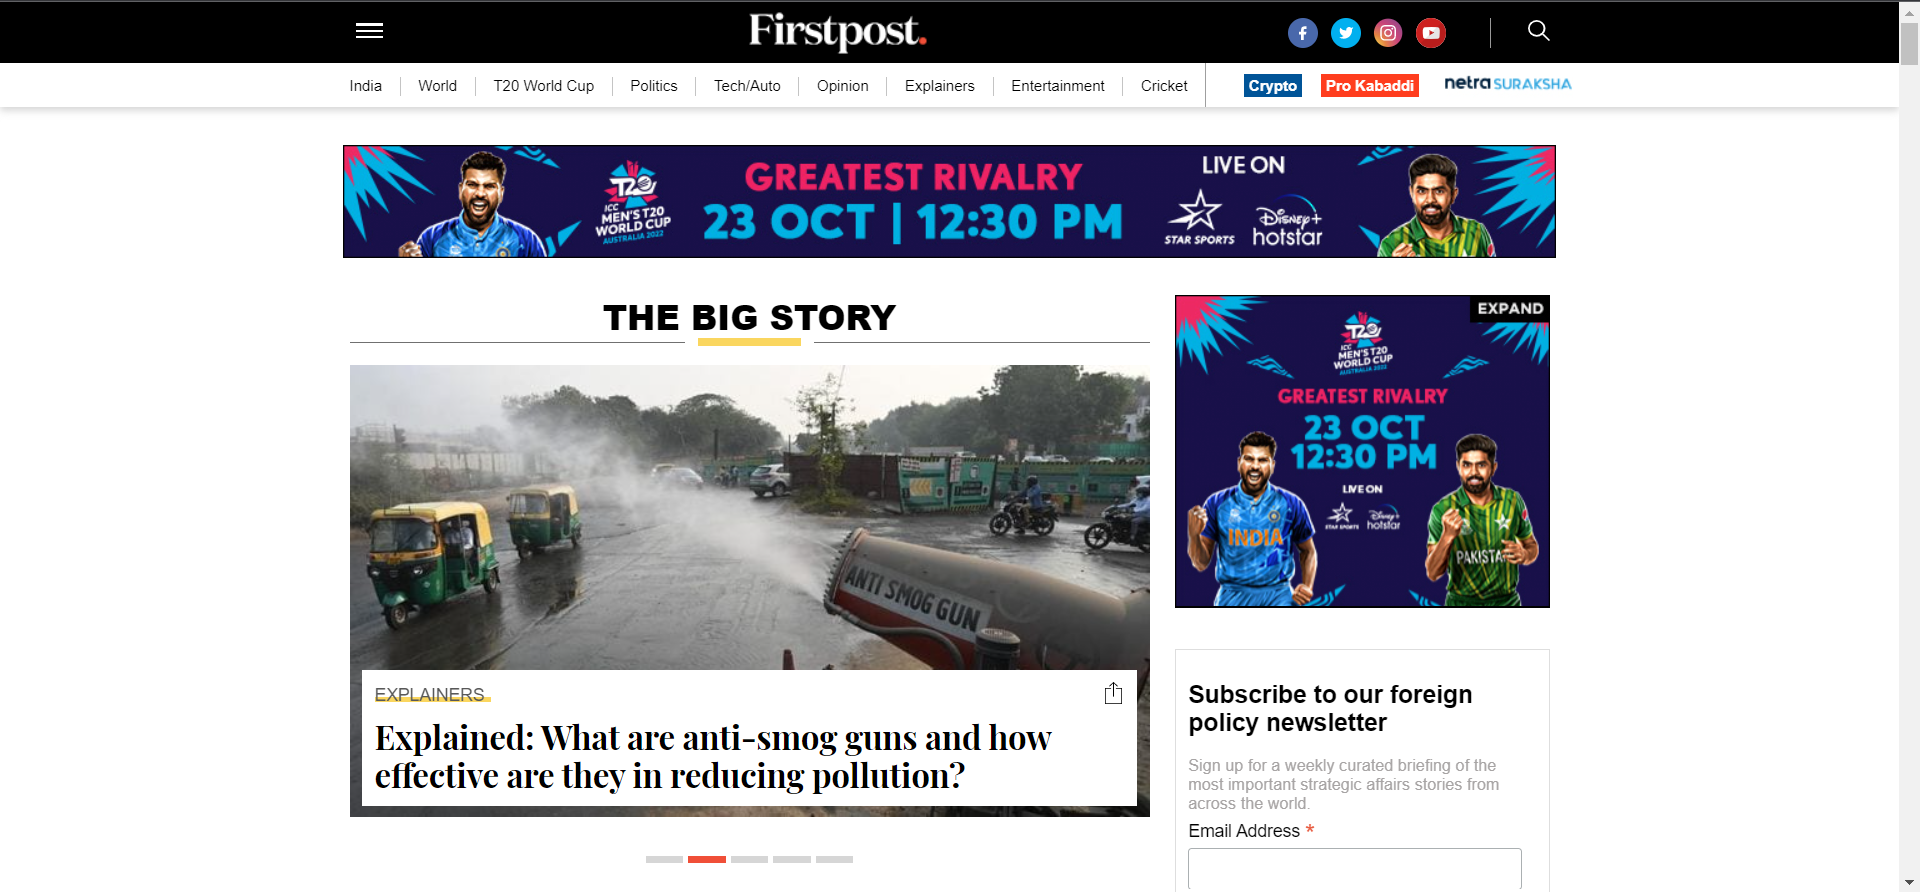 Firstpost.
India
World
T20 World Cup
Politics
Tech/Auto
Opinion
Explainers
Entertainment
Cricket
Crypto
Pro Kabaddi
netra SURAKSHA
T20
ICC
MEN'S T20
WORLD CUP
AUSTRALIA 2022
GREATEST RIVALRY
23 OCT | 12:30 PM
LIVE ON
STAR SPORTS
Disney+
hotstar
THE BIG STORY
ANTI SMOG GUN
EXPLAINERS
Explained: What are anti-smog guns and how
effective are they in reducing pollution?
EXPAND
T20
ICC
MEN'S T20
WORLD CUP
AUSTRALIA 2022
GREATEST RIVALRY
23 OCT
12:30 PM
LIVE ON
STAR SPORTS
Disney+
hotstar
INDIA
PAKISTA
Subscribe to our foreign
policy newsletter
Sign up for a weekly curated briefing of the
most important strategic affairs stories from
across the world.
Email Address *